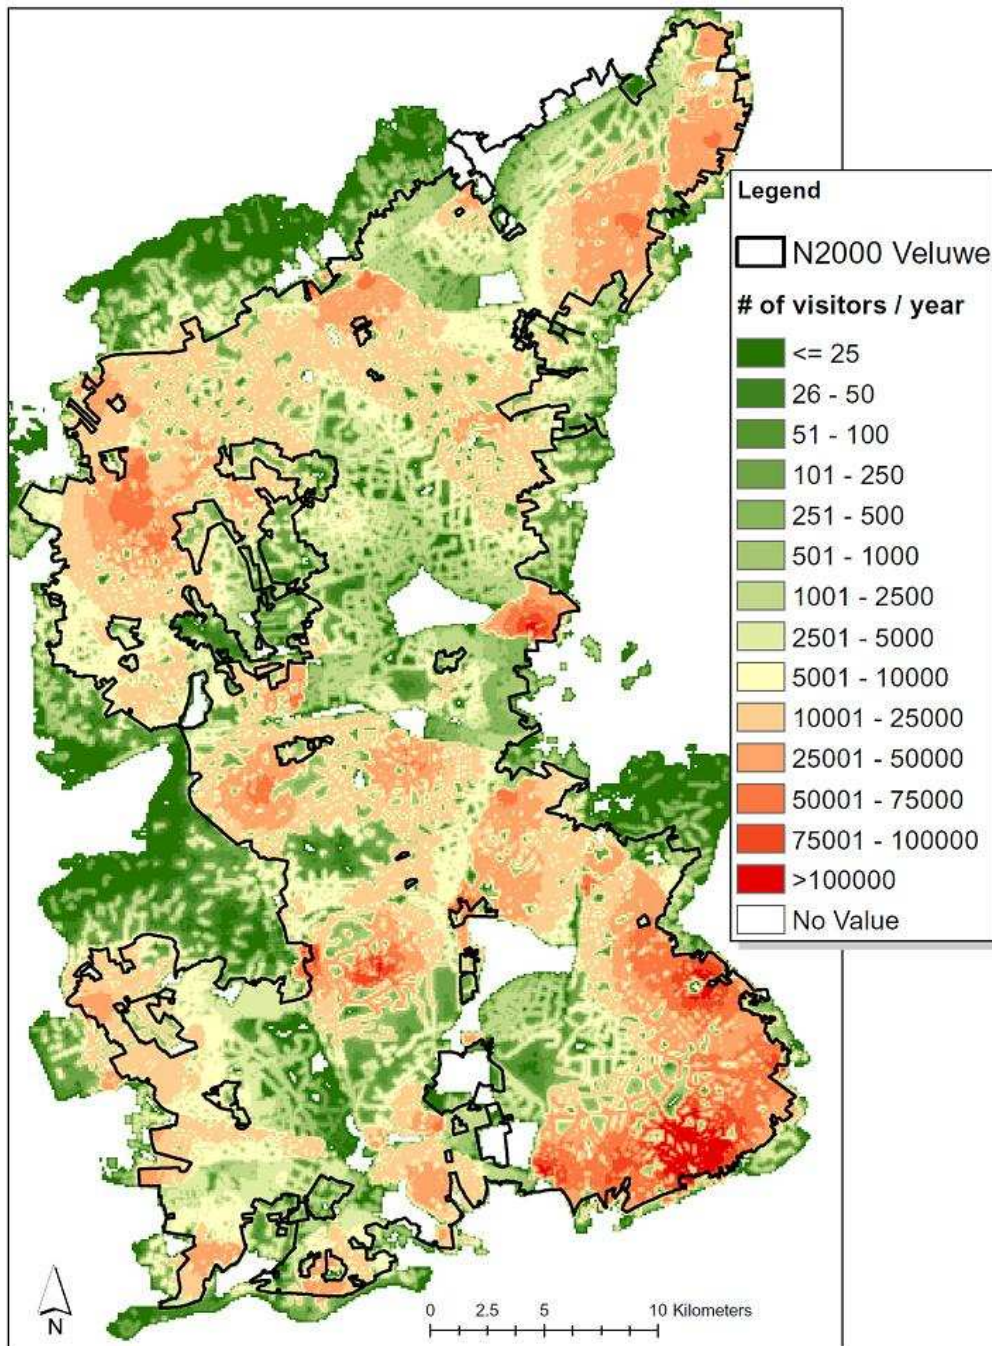 Legend
N2000 Veluwe
# of visitors / year
<= 25
26 - 50
51 - 100
101 - 250
251 - 500
501 - 1000
1001 - 2500
2501 - 5000
5001 - 10000
10001 - 25000
25001 - 50000
50001 - 75000
75001 - 100000
>100000
No Value
N
0 2.5 5 10 Kilometers